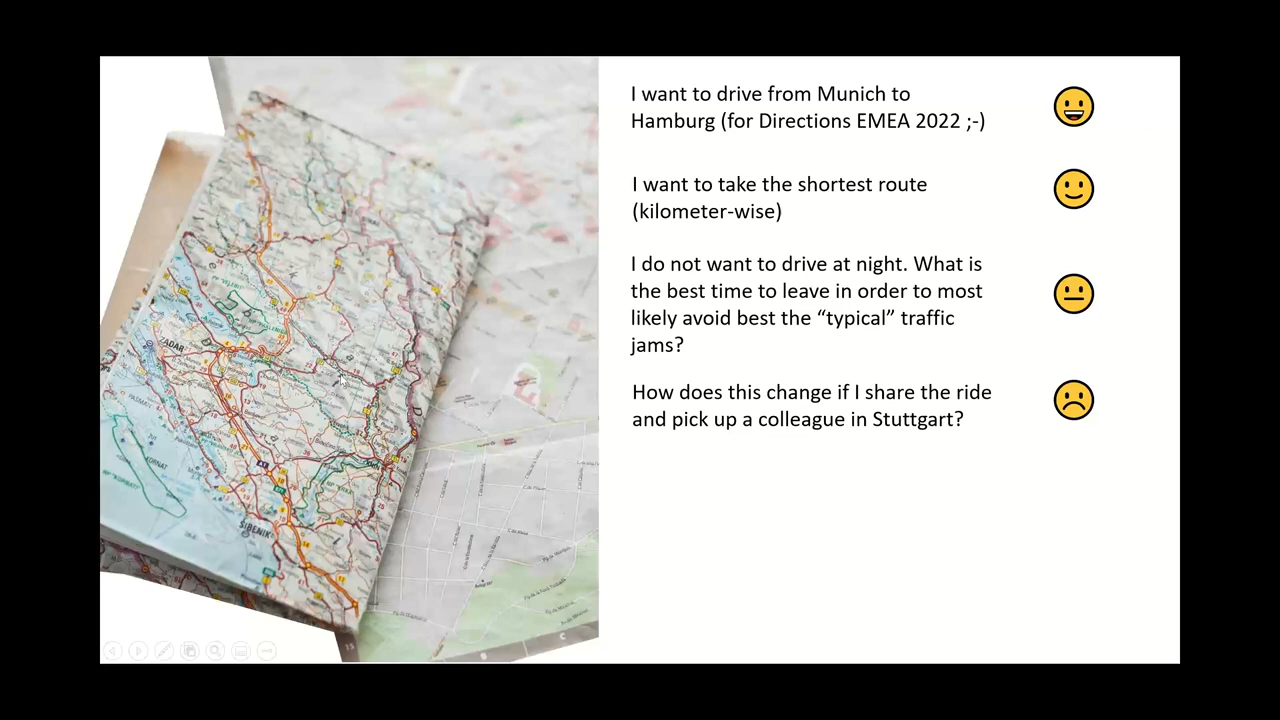 I want to drive from Munich to
Hamburg (for Directions EMEA 2022 ;-)
I want to take the shortest route
(kilometer-wise)
I do not want to drive at night. What is
the best time to leave in order to most
likely avoid best the “typical” traffic
jams?
How does this change if I share the ride
and pick up a colleague in Stuttgart?
ZADAR
PAŠMAN
KORNAT
ŠIBENIK